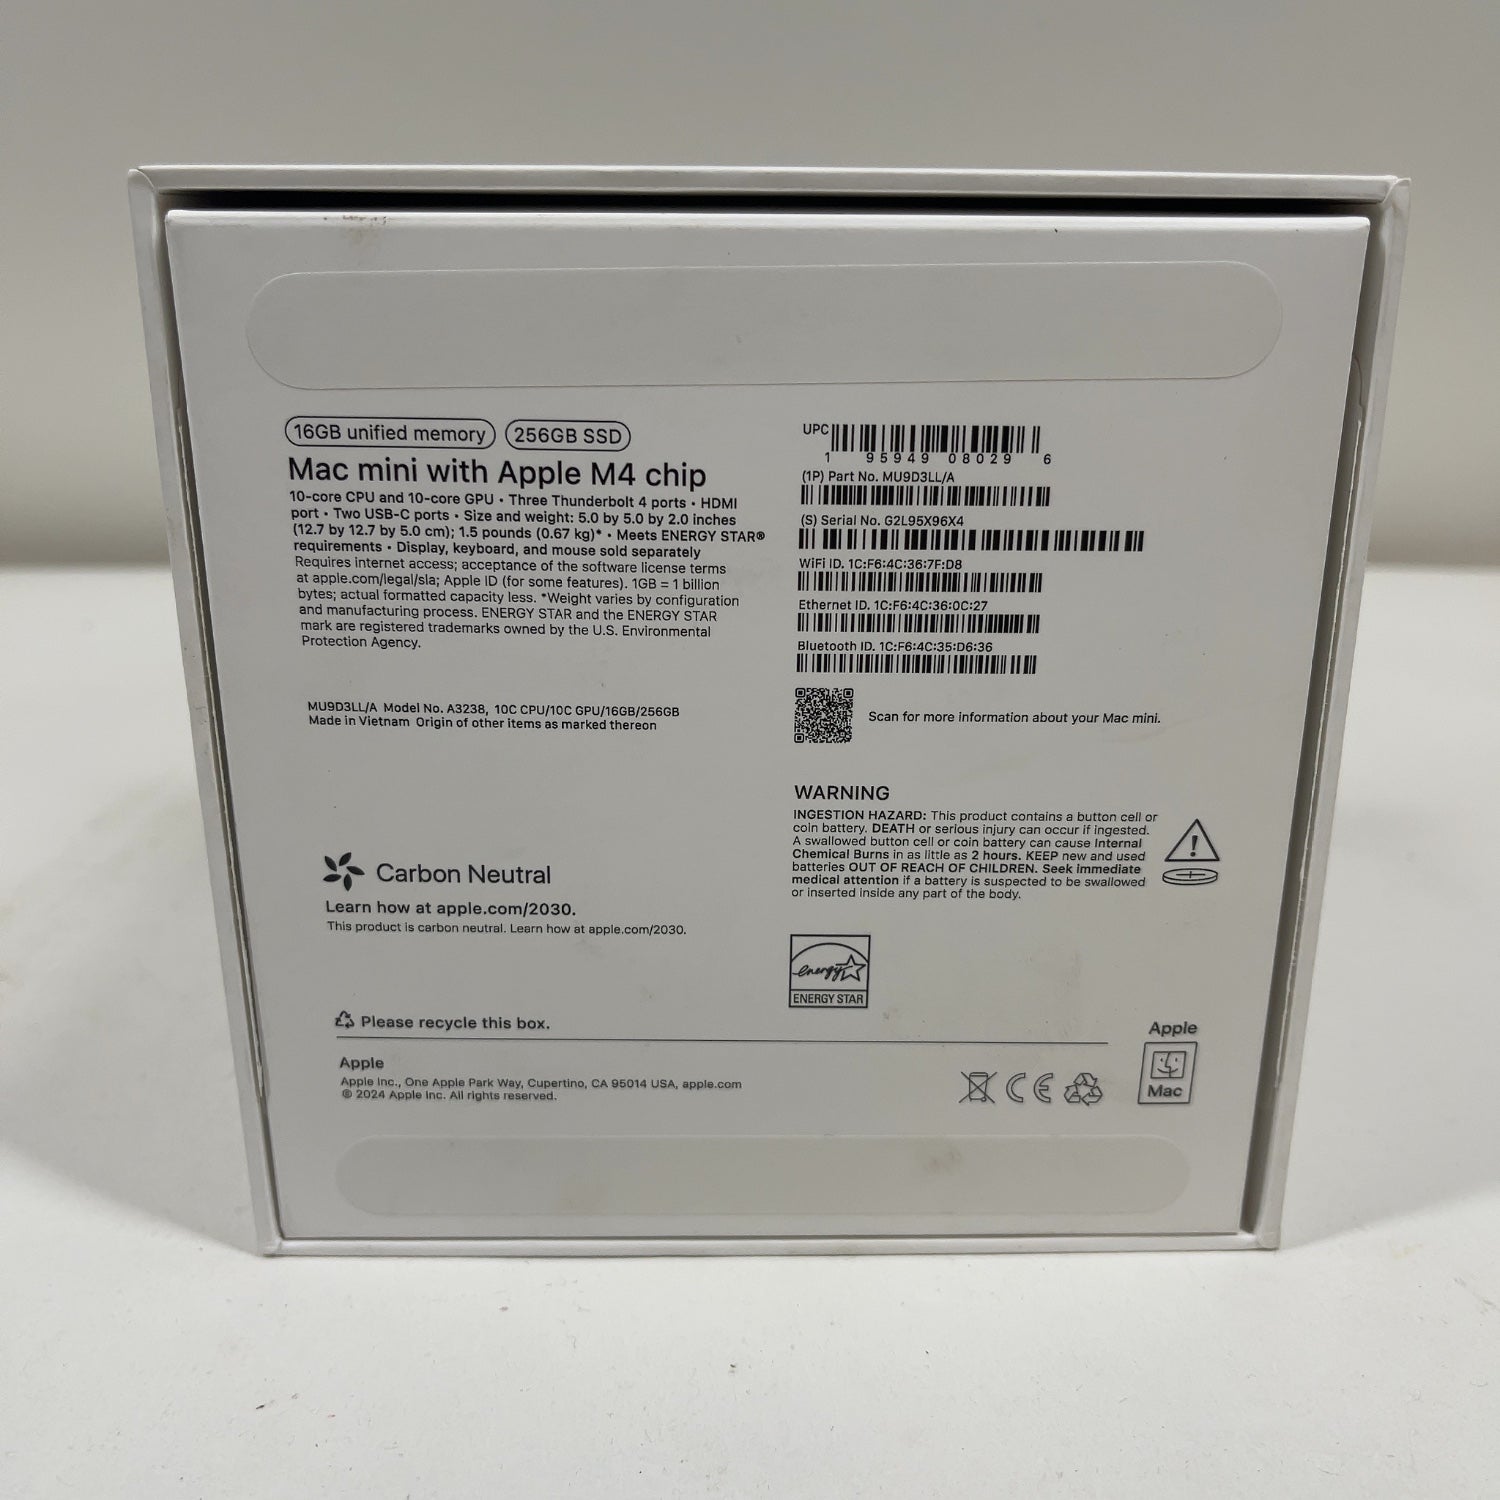 16GB unified memory 256GB SSD
Mac mini with Apple M4 chip
10-core CPU and 10-core GPU • Three Thunderbolt 4 ports • HDMI
port • Two USB-C ports • Size and weight: 5.0 by 5.0 by 2.0 inches
(12.7 by 12.7 by 5.0 cm); 1.5 pounds (0.67 kg)* • Meets ENERGY STAR®
requirements • Display, keyboard, and mouse sold separately
Requires Internet access; acceptance of the software license terms
at apple.com/legal/sla; Apple ID (for some features). 1GB = 1 billion
bytes; actual formatted capacity less. *Weight varies by configuration
and manufacturing process. ENERGY STAR and the ENERGY STAR
mark are registered trademarks owned by the U.S. Environmental
Protection Agency.
MU9D3LL/A Model No. A3238, 10C CPU/10C GPU/16GB/256GB
Made in Vietnam Origin of other items as marked thereon
Carbon Neutral
Learn how at apple.com/2030.
This product is carbon neutral. Learn how at apple.com/2030.
Please recycle this box.
Apple
Apple Inc., One Apple Park Way, Cupertino, CA 95014 USA, apple.com
© 2024 Apple Inc. All rights reserved.
UPC
1 95949 08029 6
(1P) Part No. MU9D3LL/A
(S) Serial No. G2L95X96X4
WiFi ID. 1C:F6:4C:36:7F:D8
Ethernet ID. 1C:F6:4C:36:0C:27
Bluetooth ID. 1C:F6:4C:35:D6:36
Scan for more information about your Mac mini.
WARNING
INGESTION HAZARD: This product contains a button cell or
coin battery. DEATH or serious injury can occur if ingested.
A swallowed button cell or coin battery can cause Internal
Chemical Burns in as little as 2 hours. KEEP new and used
batteries OUT OF REACH OF CHILDREN. Seek immediate
medical attention if a battery is suspected to be swallowed
or inserted inside any part of the body.
energy
ENERGY STAR
CE
Apple
Mac